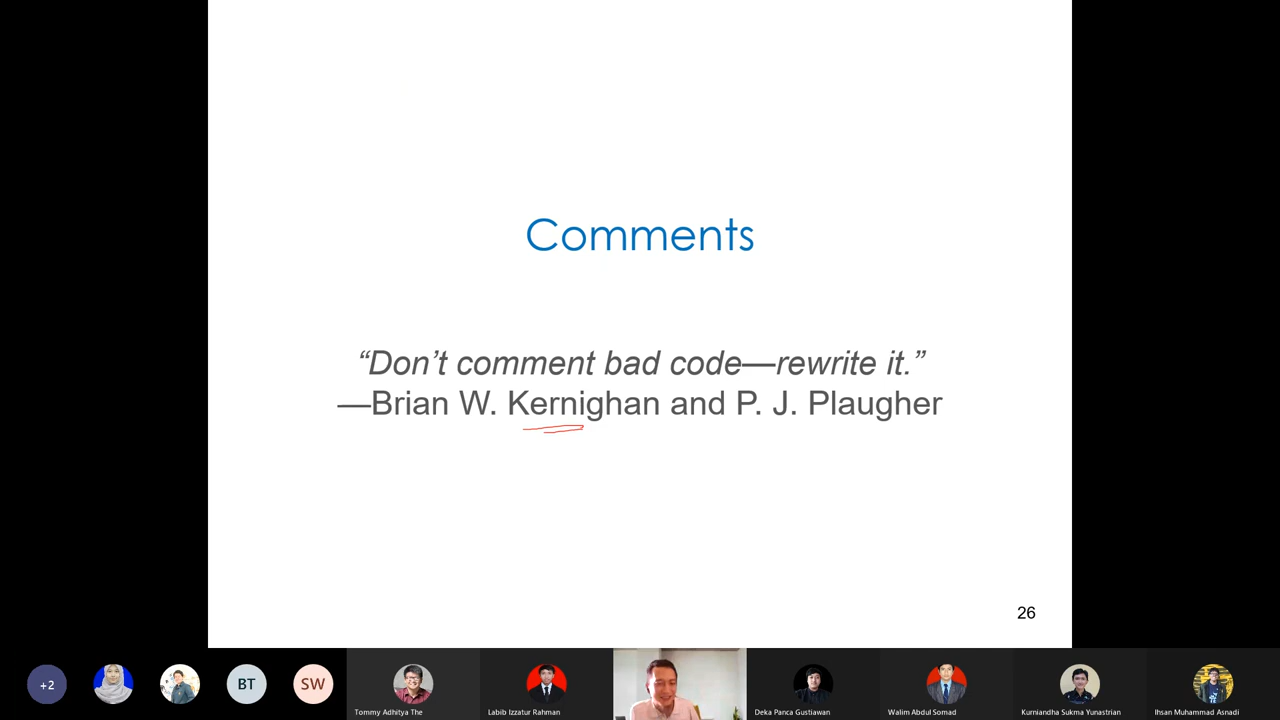 Comments
“Don’t comment bad code—rewrite it.”
—Brian W. Kernighan and P. J. Plaugher
26
+2
BT
SW
Tommy Adhitya The
Labib Izzatur Rahman
Deka Panca Gustiawan
Walim Abdul Somad
Kurniandha Sukma Yunastrian
Ihsan Muhammad Asnadi